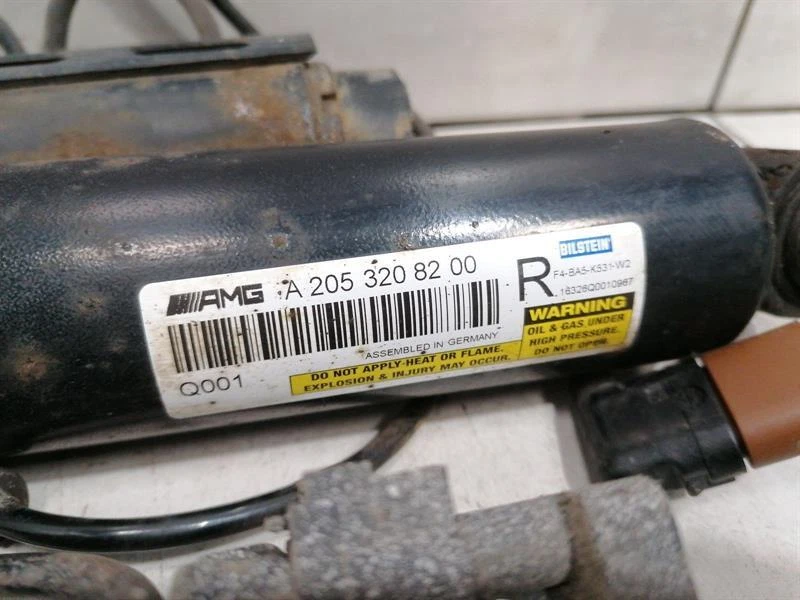 AMG A 205 320 82 00
R
BILSTEIN
F4-BA5-K531-W2
16326Q0010987
ASSEMBLED IN GERMANY
Q001
DO NOT APPLY-HEAT OR FLAME.
EXPLOSION & INJURY MAY OCCUR.
WARNING
OIL & GAS UNDER
HIGH PRESSURE.
DO NOT OPEN.